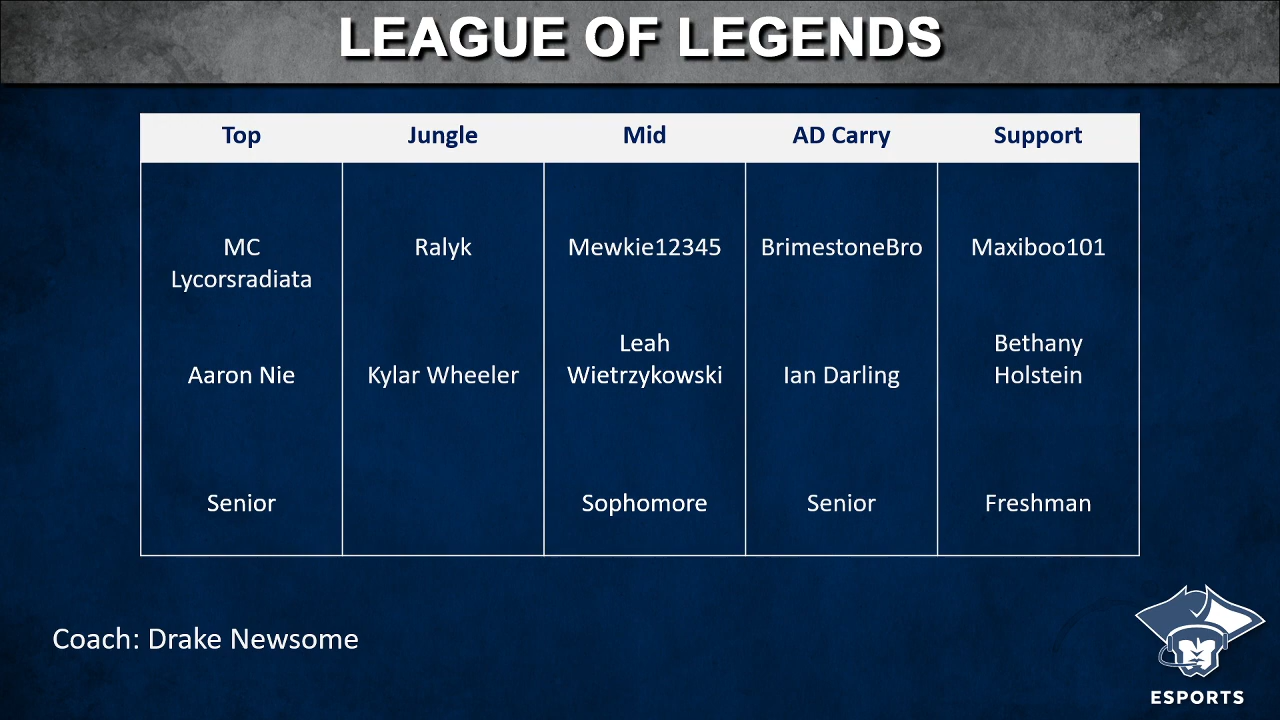 LEAGUE OF LEGENDS
Top Jungle Mid AD Carry Support
MC Ralyk Mewkie12345 BrimestoneBro Maxiboo101
Lycorsradiata
Leah Bethany
Aaron Nie Kylar Wheeler Wietrzykowski Ian Darling Holstein
Senior Sophomore Senior Freshman
Coach: Drake Newsome
ESPORTS